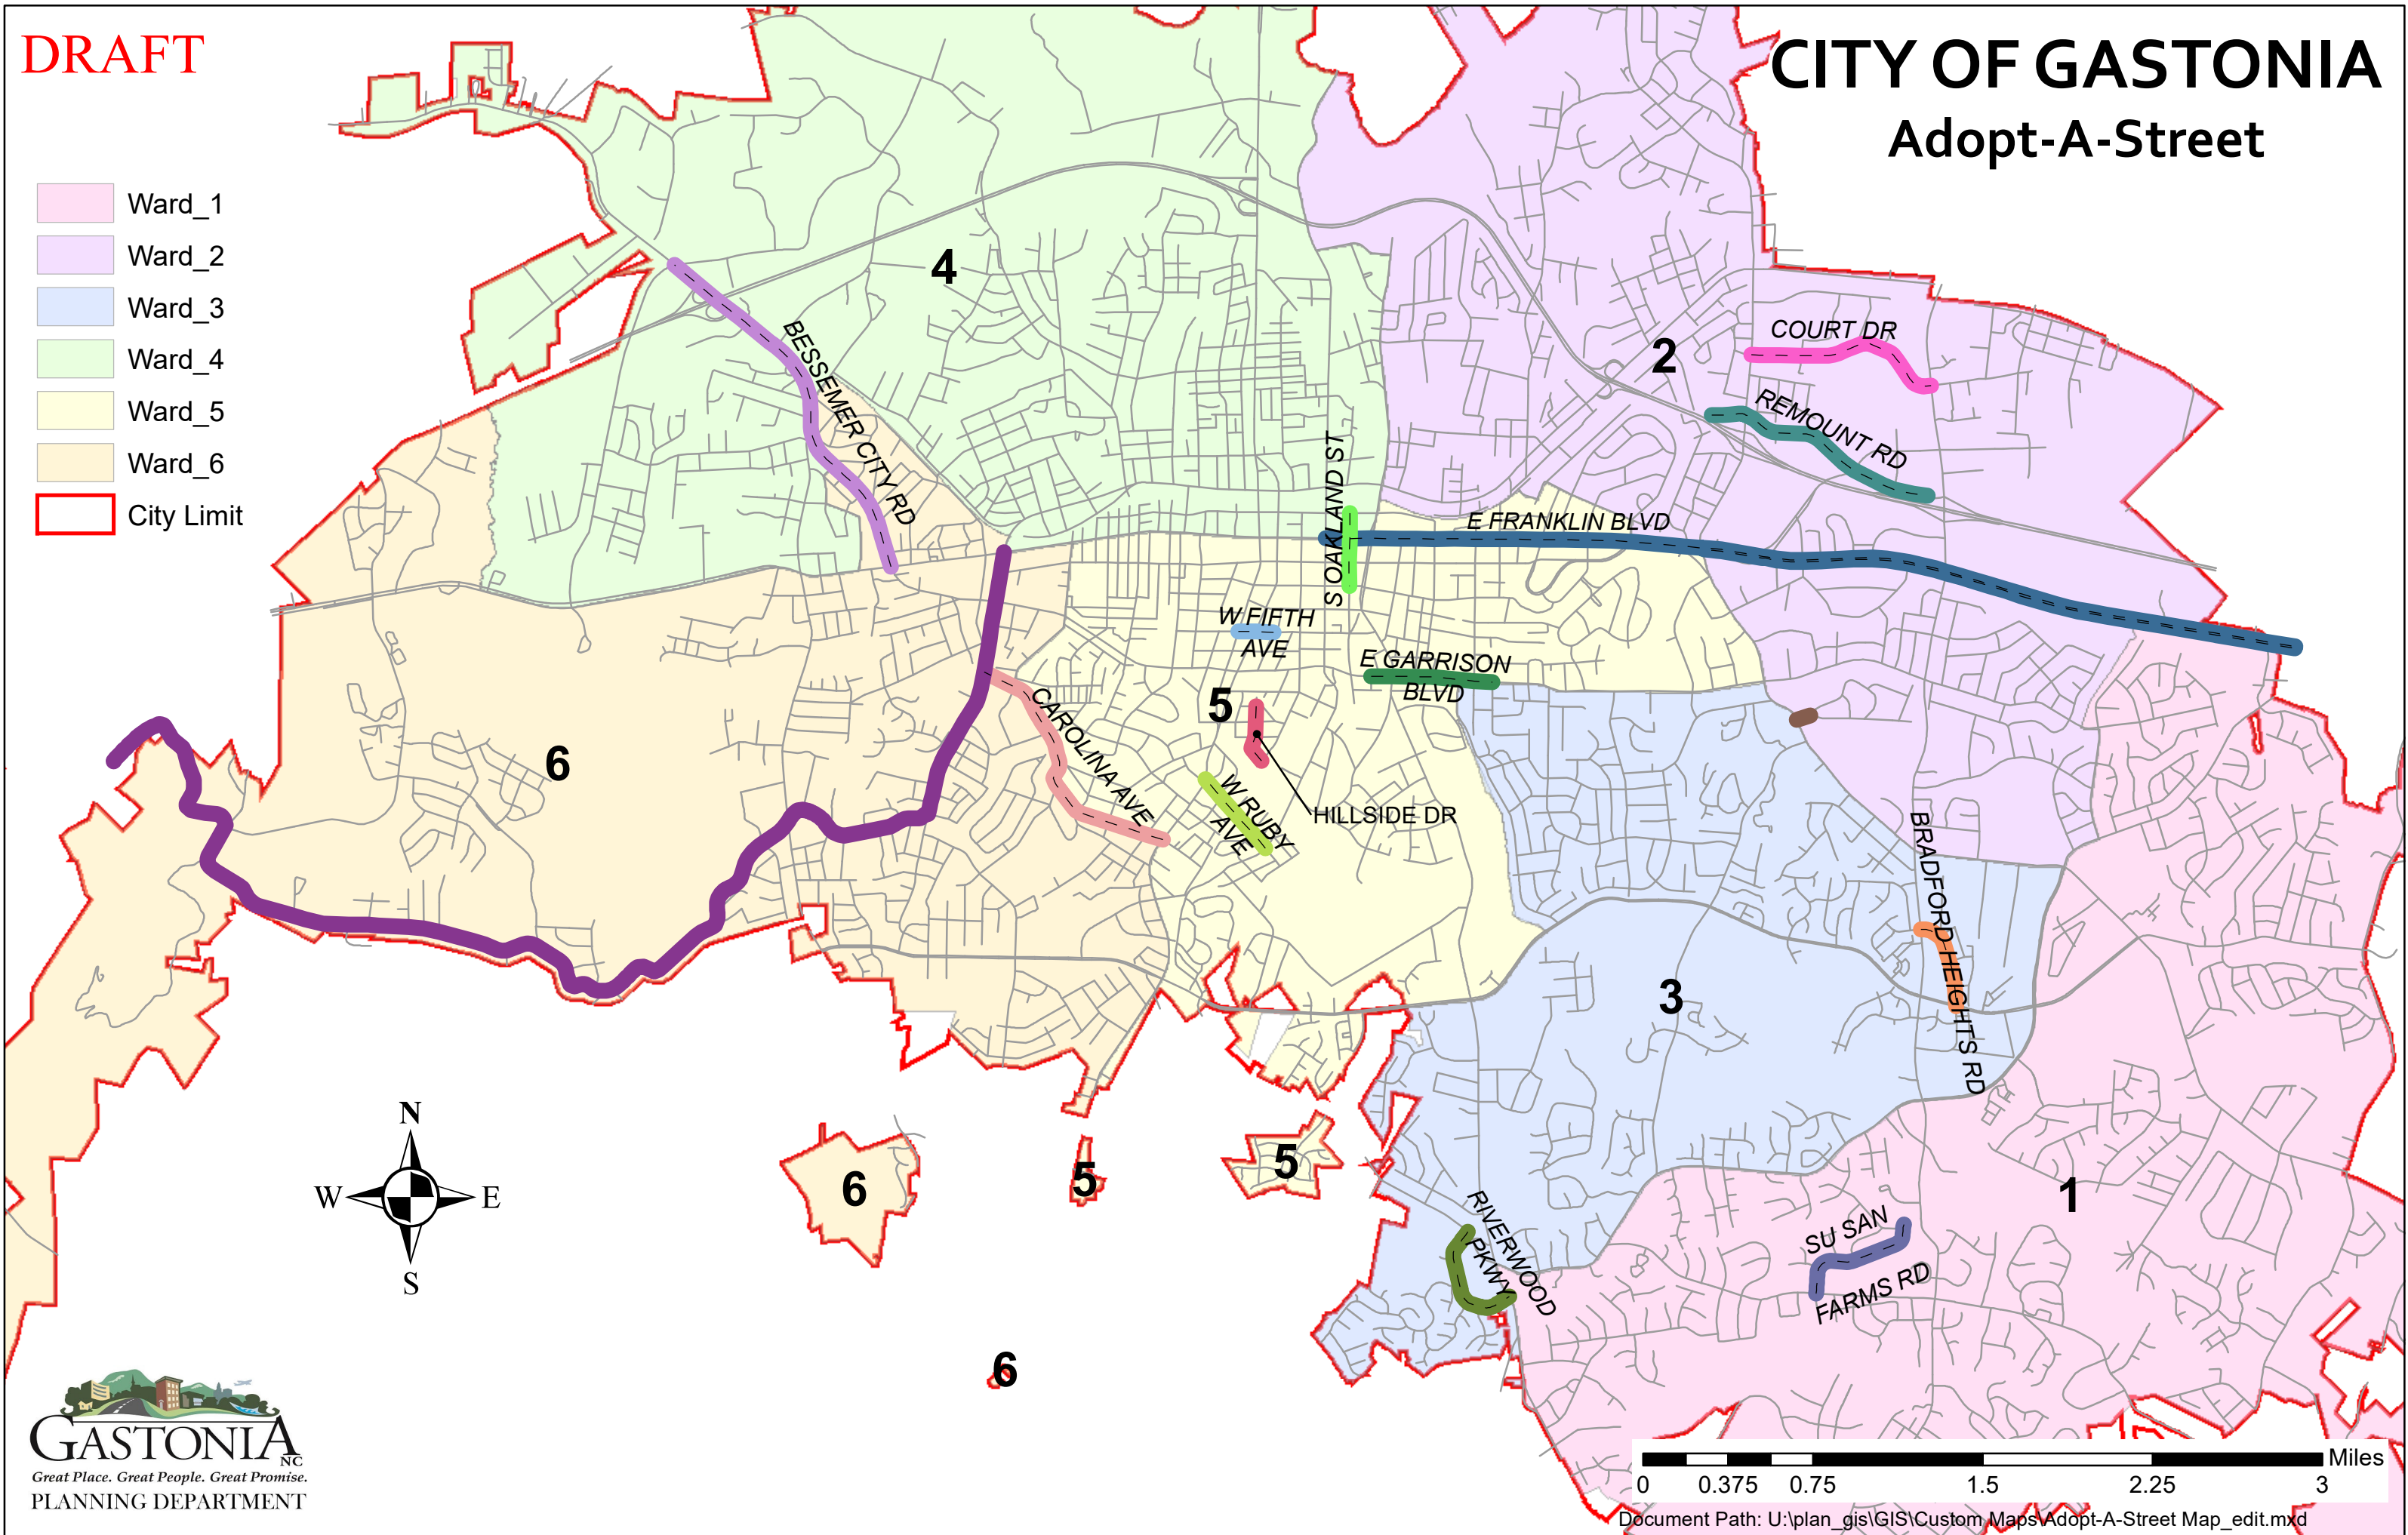 DRAFT
CITY OF GASTONIA
Adopt-A-Street
Ward_1
Ward_2
Ward_3
Ward_4
Ward_5
Ward_6
City Limit
4
2
COURT DR
REMOUNT RD
BESSEMER CITY RD
S OAKLAND ST
E FRANKLIN BLVD
W FIFTH
AVE
E GARRISON
BLVD
5
6
CAROLINA AVE
W RUBY
AVE
HILLSIDE DR
BRADFORD HEIGHTS RD
3
N
W
E
S
6
5
5
1
RIVERWOOD
PKWY
SU SAN
FARMS RD
6
GASTONIA
NC
Great Place. Great People. Great Promise.
PLANNING DEPARTMENT
Miles
0 0.375 0.75 1.5 2.25 3
Document Path: U:\plan_gis\GIS\Custom Maps\Adopt-A-Street Map_edit.mxd